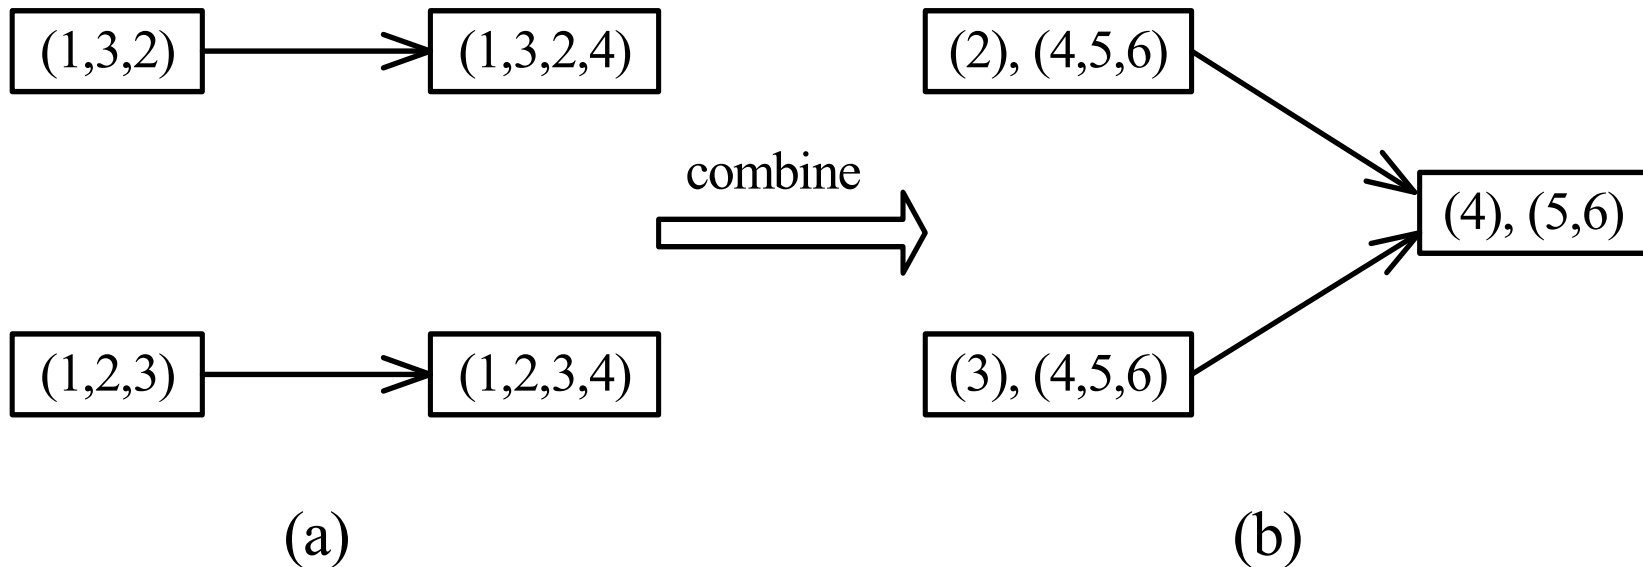 (1,3,2) (1,3,2,4) (2), (4,5,6)
combine
(4), (5,6)
(1,2,3) (1,2,3,4) (3), (4,5,6)
(a) (b)